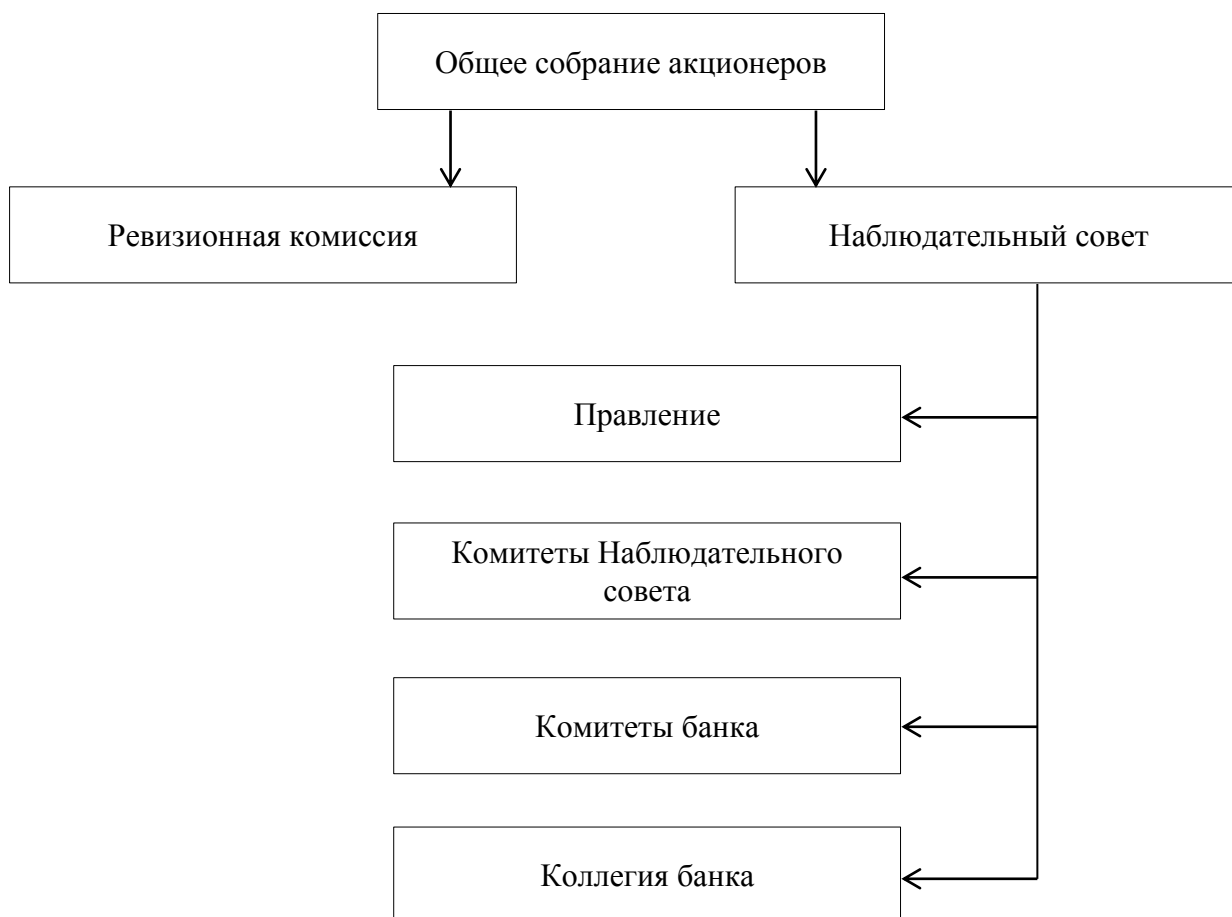 Общее собрание акционеров
Ревизионная комиссия
Наблюдательный совет
Правление
Комитеты Наблюдательного
совета
Комитеты банка
Коллегия банка